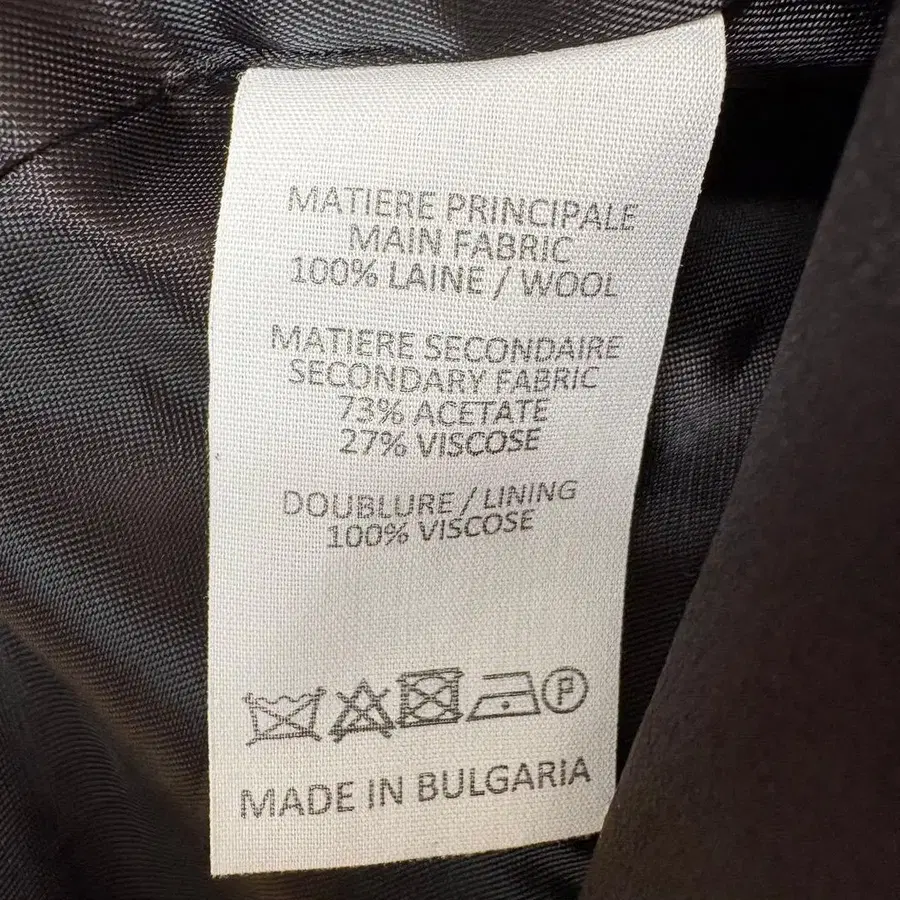 MATIERE PRINCIPALE
MAIN FABRIC
100% LAINE / WOOL
MATIERE SECONDAIRE
SECONDARY FABRIC
73% ACETATE
27% VISCOSE
DOUBLURE / LINING
100% VISCOSE
P
MADE IN BULGARIA